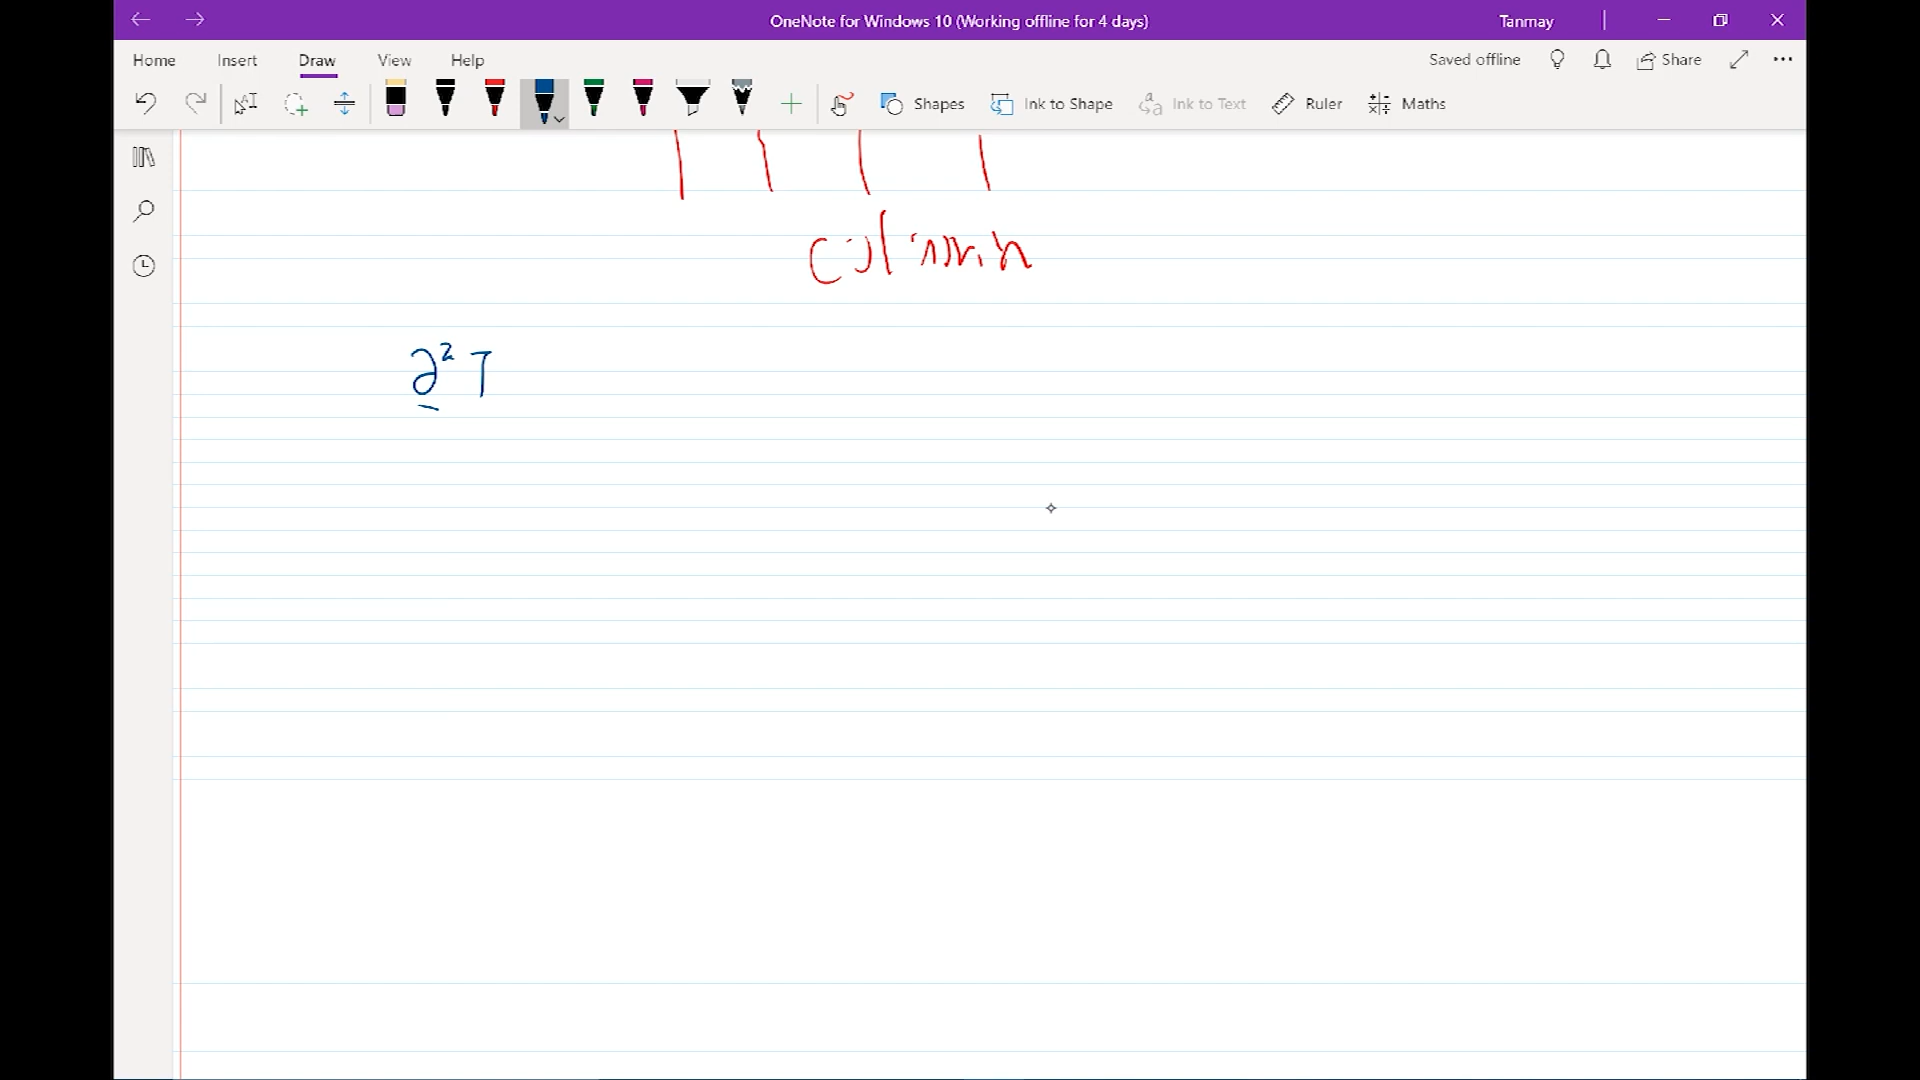 OneNote for Windows 10 (Working offline for 4 days)
Tanmay
Home Insert Draw View Help
Saved offline
Share
Shapes
Ink to Shape
Ink to Text
Ruler
Maths
column
∂² T